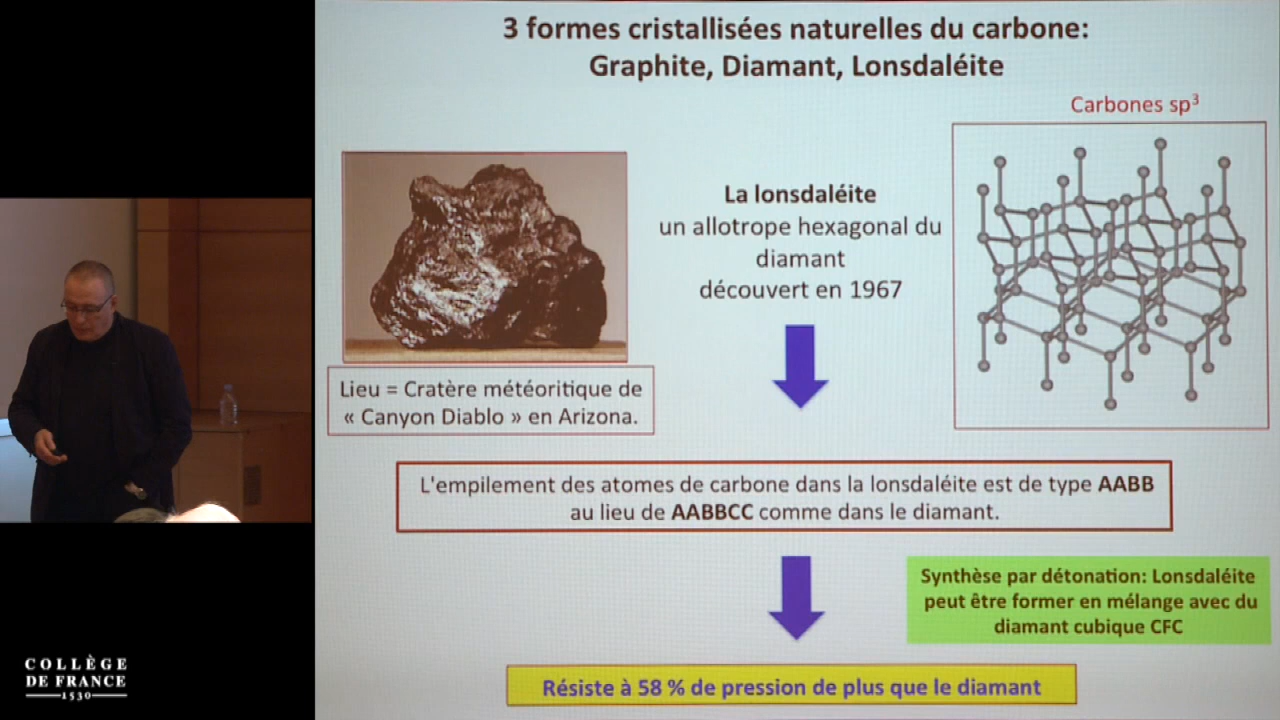 3 formes cristallisées naturelles du carbone:
Graphite, Diamant, Lonsdaléite
Carbones sp³
La lonsdaléite
un allotrope hexagonal du
diamant
découvert en 1967
Lieu = Cratère météoritique de
« Canyon Diablo » en Arizona.
L'empilement des atomes de carbone dans la lonsdaléite est de type AABB
au lieu de AABBCC comme dans le diamant.
Synthèse par détonation: Lonsdaléite
peut être former en mélange avec du
diamant cubique CFC
Résiste à 58 % de pression de plus que le diamant
COLLÈGE
DE FRANCE
1530